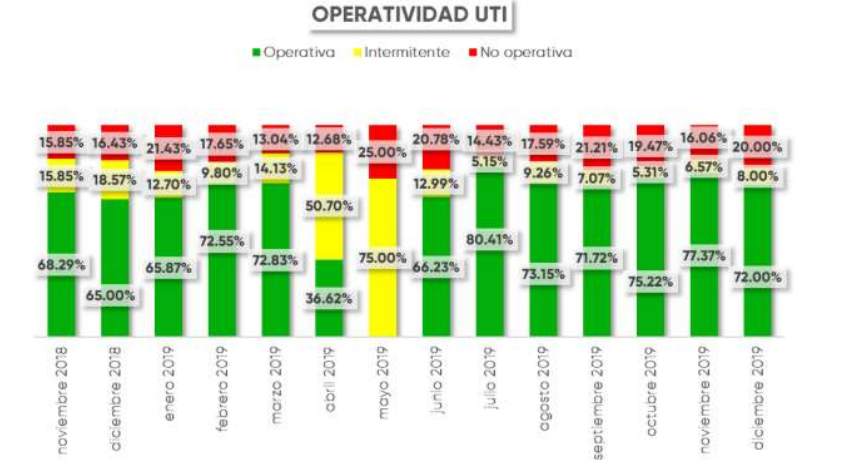 OPERATIVIDAD UTI
Operativa Intermitente No operativa
15.85% 16.43% 21.43% 17.65% 13.04% 12.68% 25.00% 20.78% 14.43% 17.59% 21.21% 19.47% 16.06% 20.00%
15.85% 18.57% 12.70% 9.80% 14.13% 50.70% 75.00% 12.99% 5.15% 9.26% 7.07% 5.31% 6.57% 8.00%
68.29% 65.00% 65.87% 72.55% 72.83% 36.62% 66.23% 80.41% 73.15% 71.72% 75.22% 77.37% 72.00%
noviembre 2018
diciembre 2018
enero 2019
febrero 2019
marzo 2019
abril 2019
mayo 2019
junio 2019
julio 2019
agosto 2019
septiembre 2019
octubre 2019
noviembre 2019
diciembre 2019